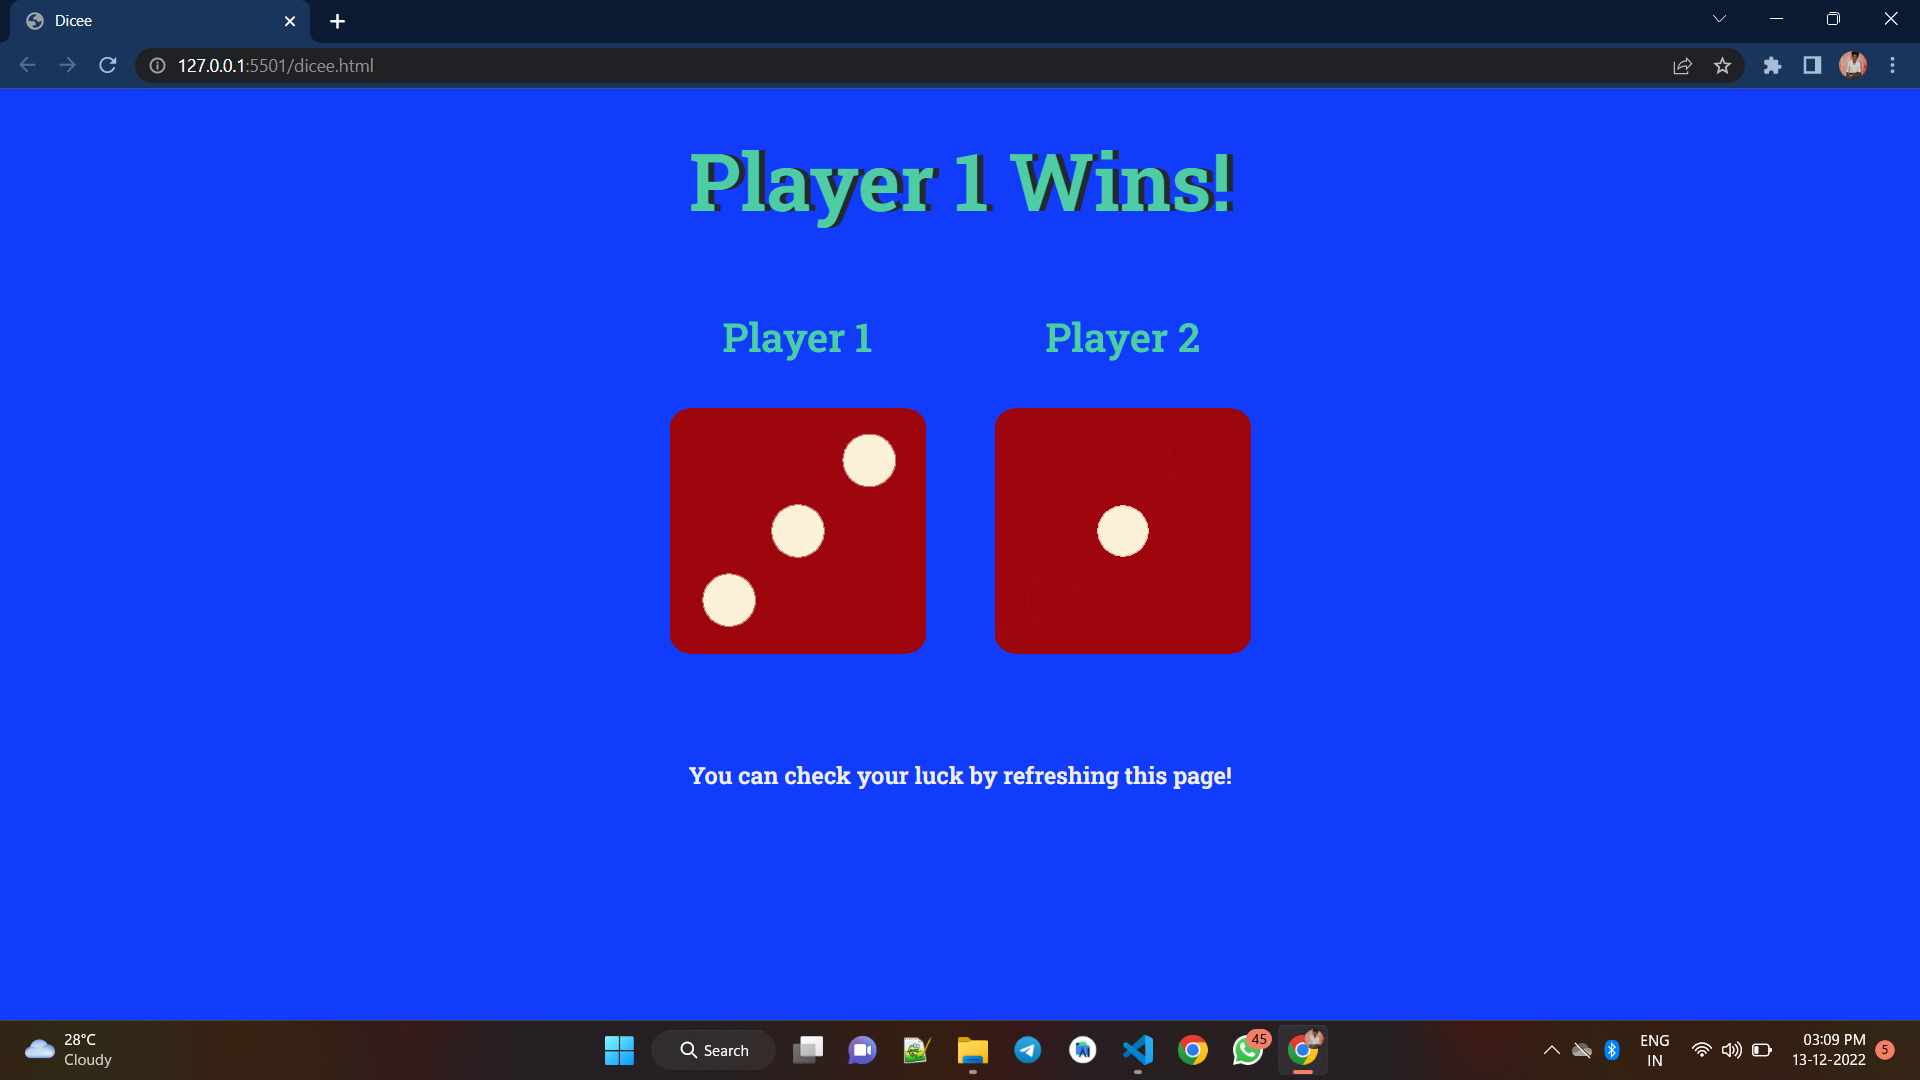 Dicee
127.0.0.1:5501/dicee.html
Player 1 Wins!
Player 1
Player 2
You can check your luck by refreshing this page!
28°C
Cloudy
Search
45
ENG
IN
03:09 PM
13-12-2022
5